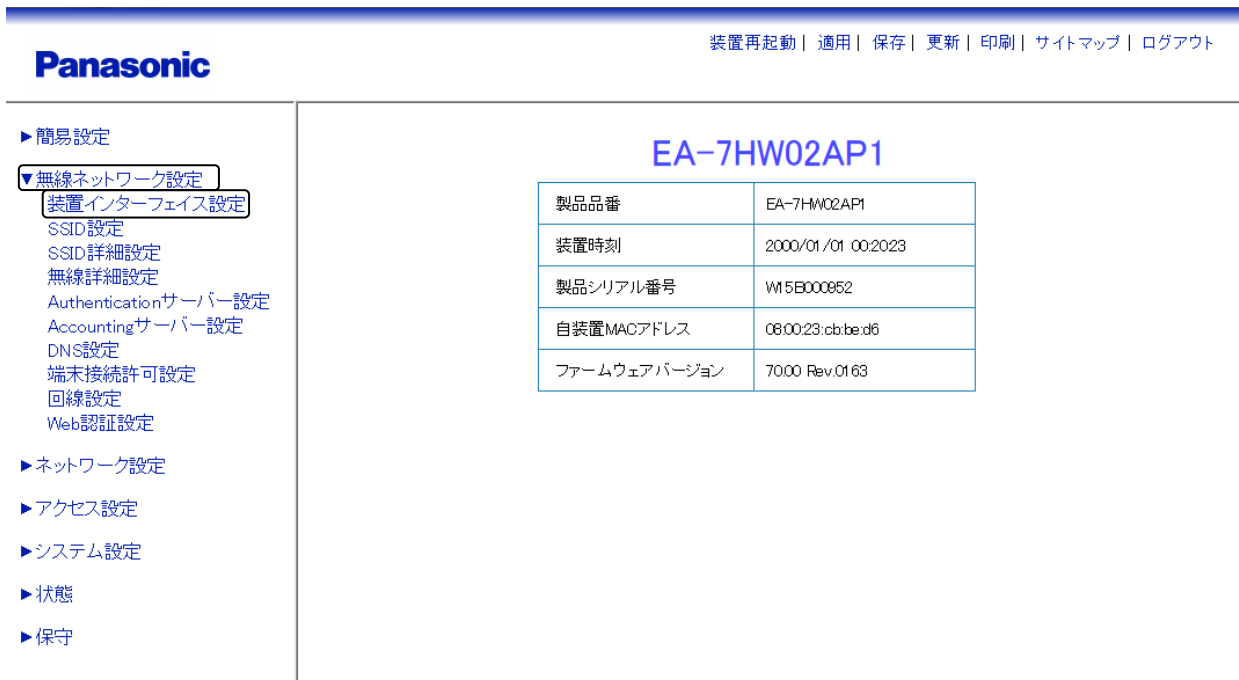 装置再起動| 適用| 保存| 更新| 印刷| サイトマップ| ログアウト
Panasonic
▶簡易設定
▼無線ネットワーク設定
装置インターフェイス設定
SSID設定
SSID詳細設定
無線詳細設定
Authenticationサーバー設定
Accountingサーバー設定
DNS設定
端末接続許可設定
回線設定
Web認証設定
▶ネットワーク設定
▶アクセス設定
▶システム設定
▶状態
▶保守
EA-7HW02AP1
製品品番 EA-7HW02AP1
装置時刻 2000/01/01 00:20:23
製品シリアル番号 W15B000952
自装置MACアドレス 08:00:23:cb:be:d6
ファームウェアバージョン 70.00 Rev.0163